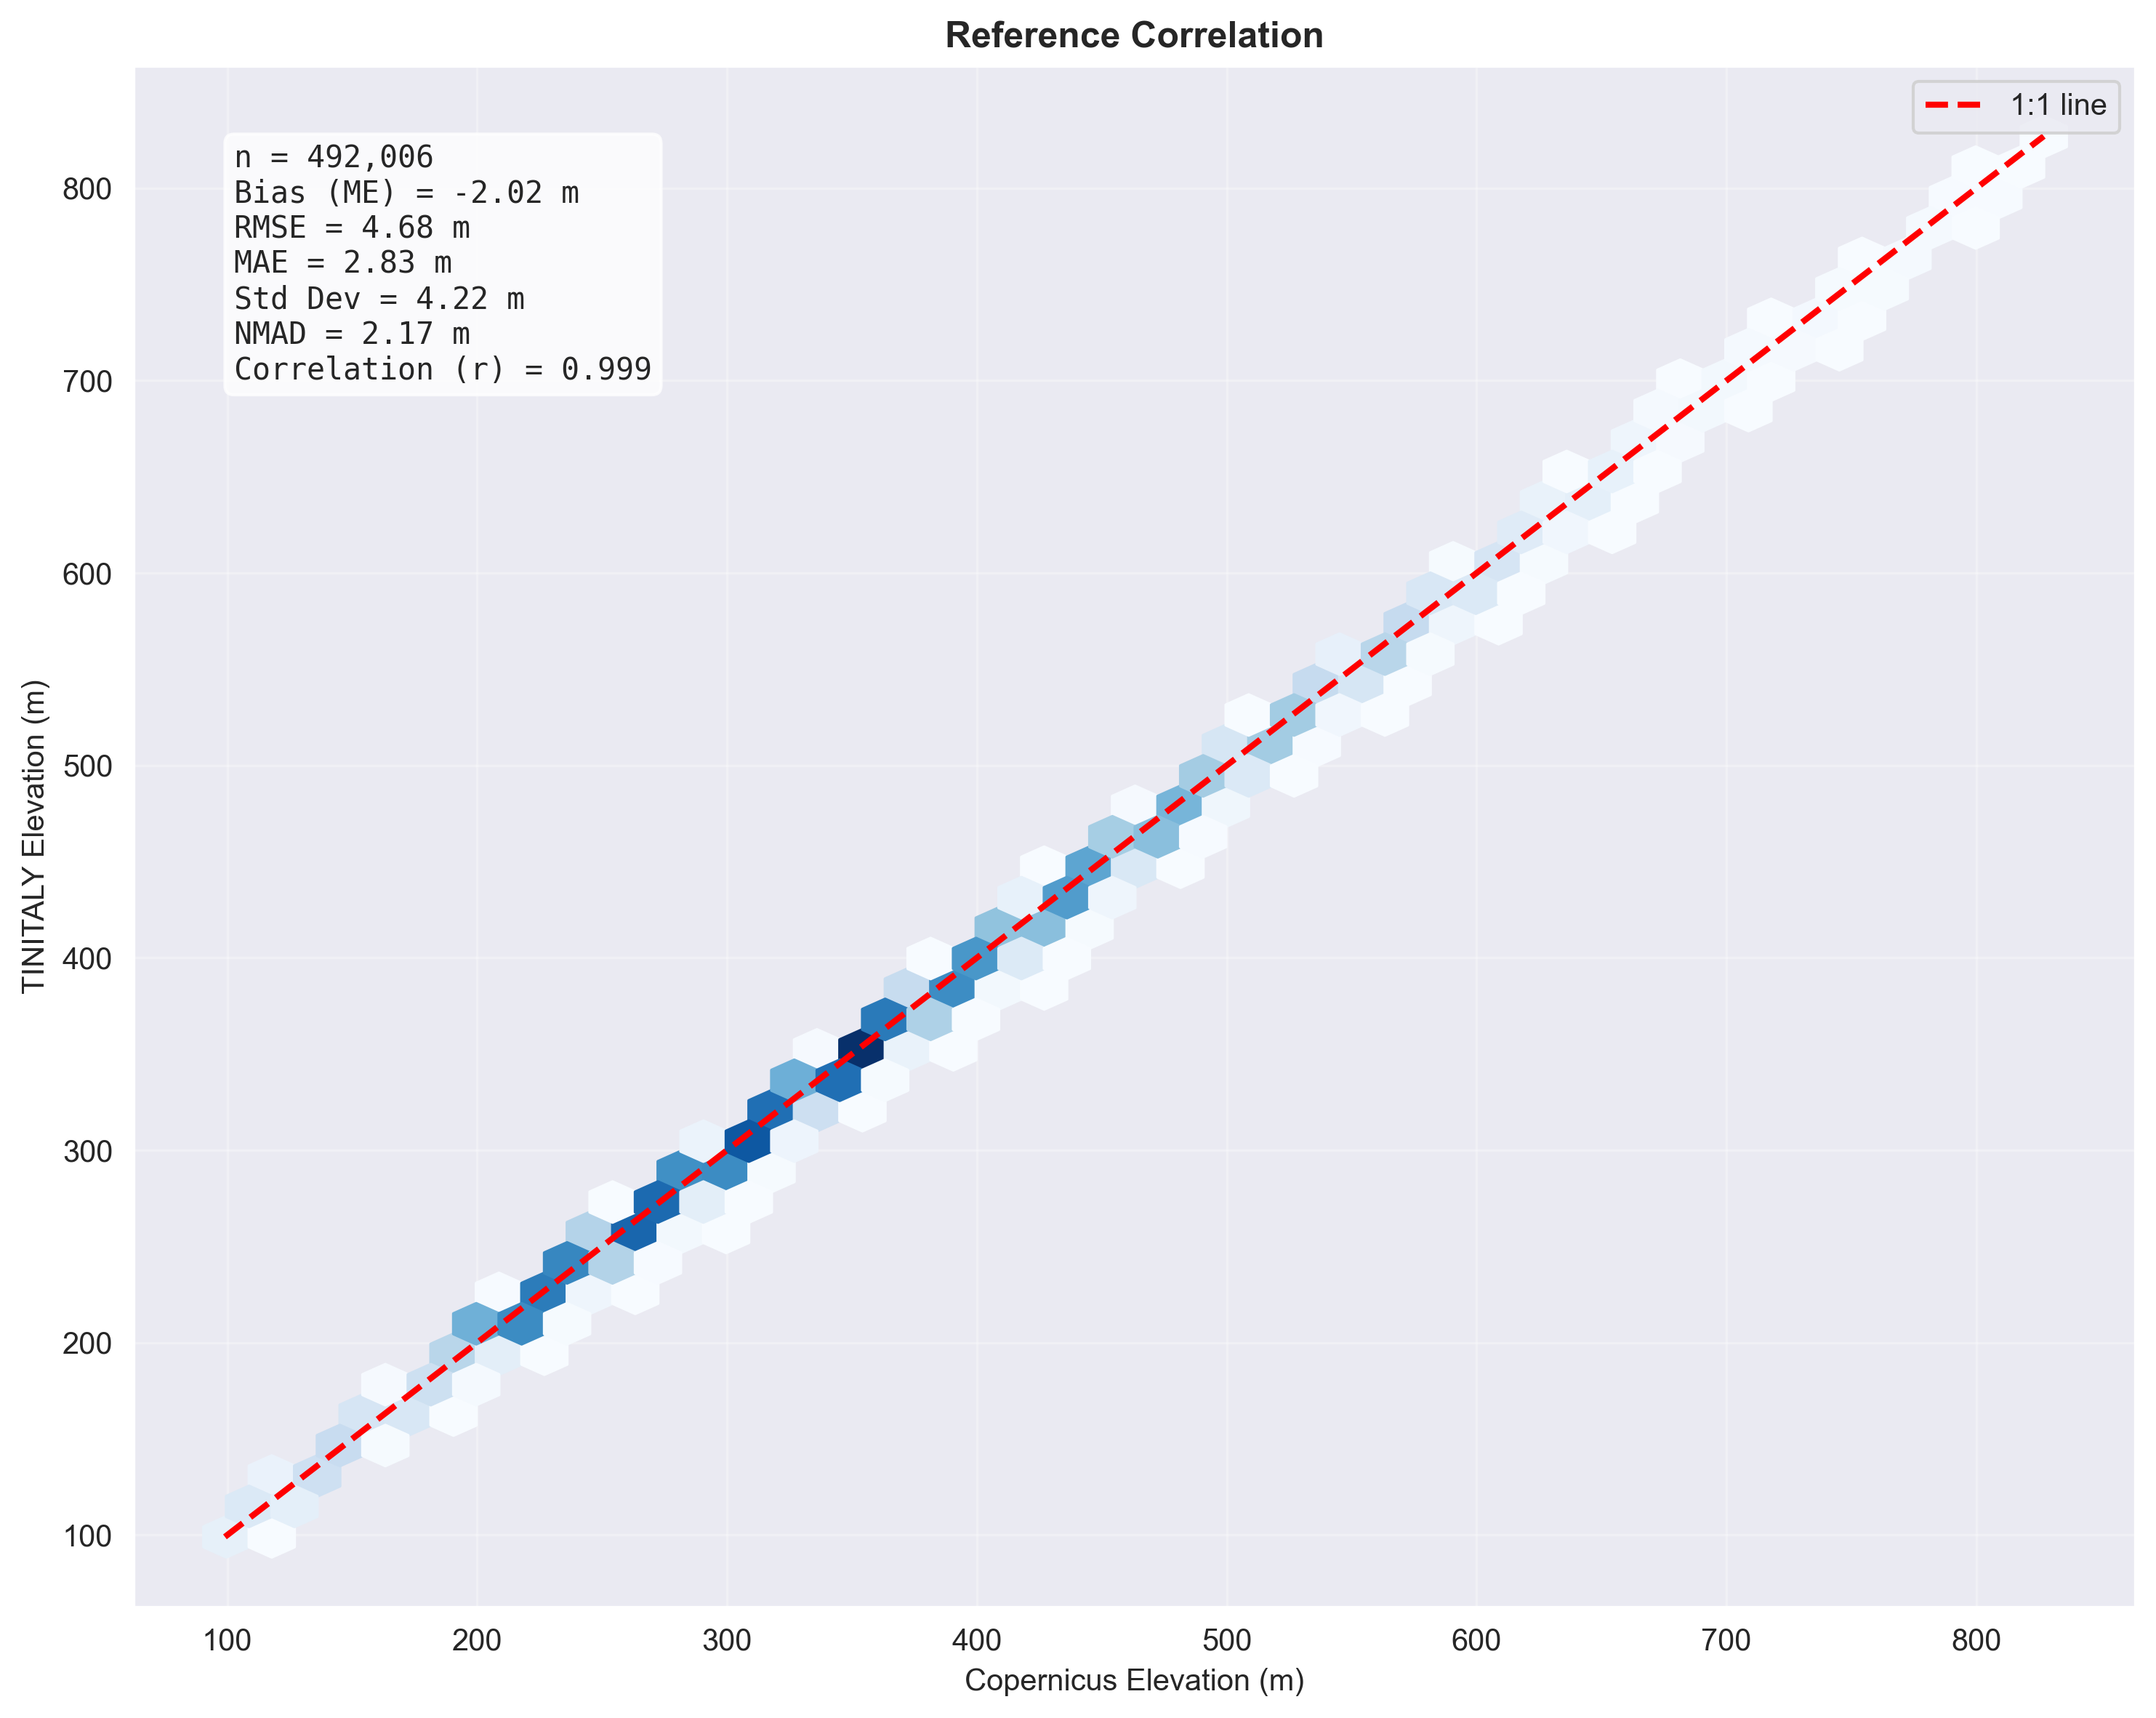 Reference Correlation
1:1 line
n = 492,006
Bias (ME) = -2.02 m
RMSE = 4.68 m
MAE = 2.83 m
Std Dev = 4.22 m
NMAD = 2.17 m
Correlation (r) = 0.999
TINITALY Elevation (m)
800
700
600
500
400
300
200
100
100 200 300 400 500 600 700 800
Copernicus Elevation (m)